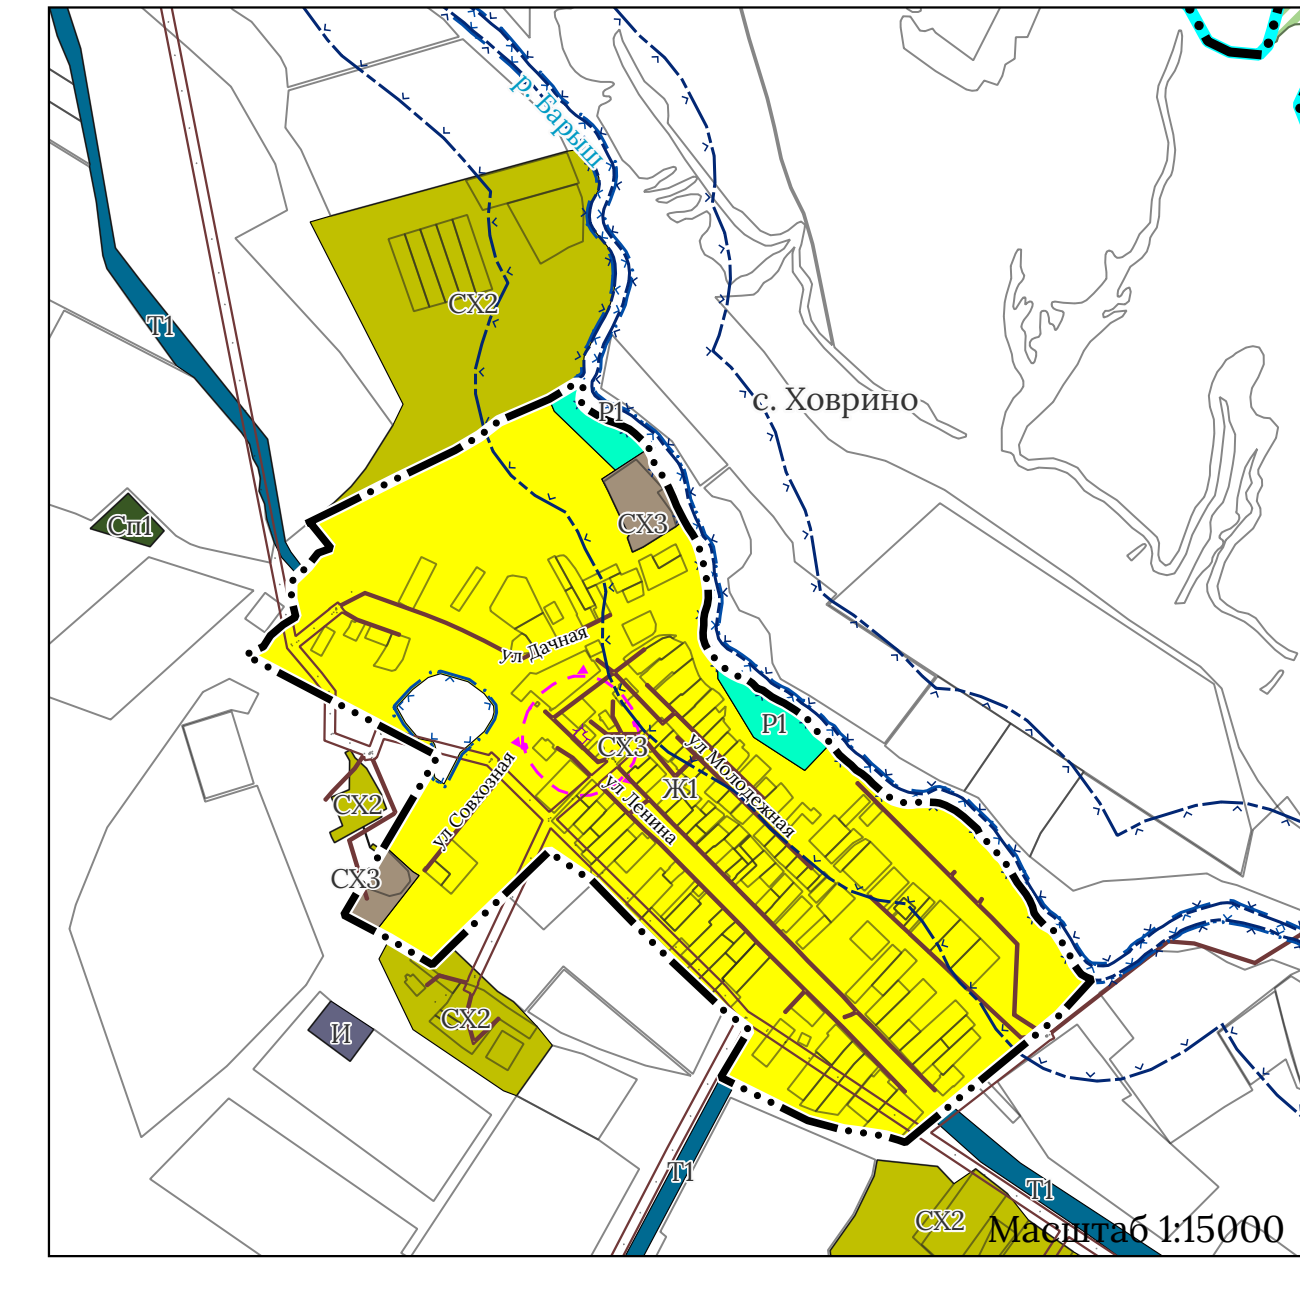 р. Барыш
СХ2
Т1
с. Ховрино
Р1
Сп1
СХ3
ул Дачная
Р1
СХ3
ул Молодежная
Ж1
ул Совхозная
ул Ленина
СХ2
СХ3
СХ2
И
Т1
Т1
СХ2
Масштаб 1:15000